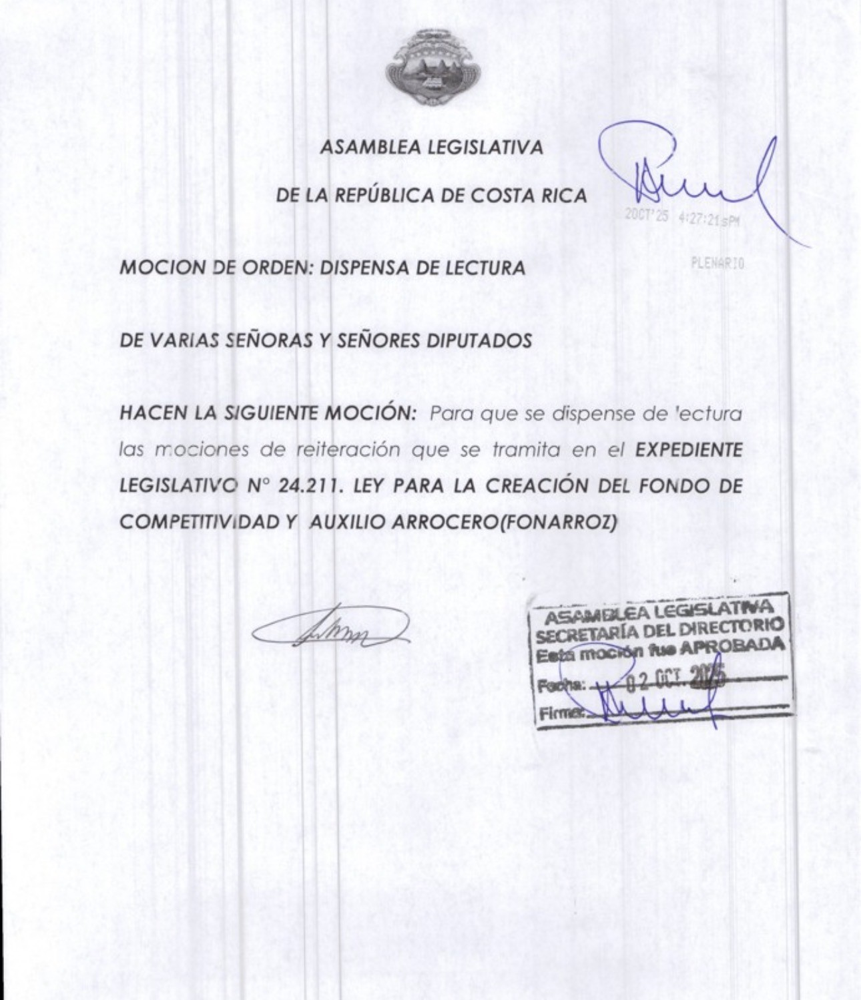 ASAMBLEA LEGISLATIVA
DE LA REPÚBLICA DE COSTA RICA
2OCT'25 4:27:21sPM
PLENARIO
MOCION DE ORDEN: DISPENSA DE LECTURA
DE VARIAS SEÑORAS Y SEÑORES DIPUTADOS
HACEN LA SIGUIENTE MOCIÓN: Para que se dispense de lectura
las mociones de reiteración que se tramita en el EXPEDIENTE
LEGISLATIVO N° 24.211. LEY PARA LA CREACIÓN DEL FONDO DE
COMPETITIVIDAD Y AUXILIO ARROCERO(FONARROZ)
ASAMBLEA LEGISLATIVA
SECRETARÍA DEL DIRECTORIO
Esta moción fue APROBADA
Fecha: 02 OCT. 2025
Firma: